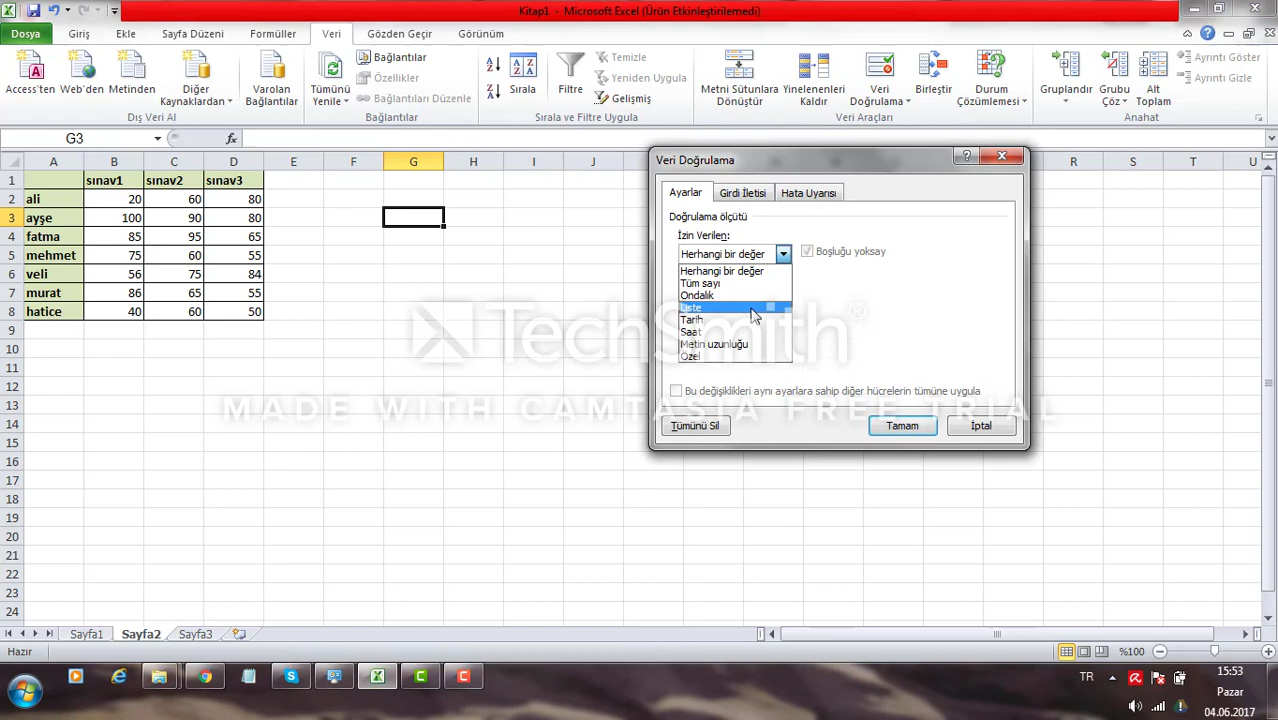 Kitap1 - Microsoft Excel (Ürün Etkinleştirilemedi)
Dosya Giriş Ekle Sayfa Düzeni Formüller Veri Gözden Geçir Görünüm
Access'ten
Web'den
Metinden
Diğer Kaynaklardan
Varolan Bağlantılar
Dış Veri Al
Tümünü Yenile
Bağlantılar
Özellikler
Bağlantıları Düzenle
Bağlantılar
Sırala
Filtre
Temizle
Yeniden Uygula
Gelişmiş
Sırala ve Filtre Uygula
Metni Sütunlara Dönüştür
Yinelenenleri Kaldır
Veri Doğrulama
Birleştir
Durum Çözümlemesi
Veri Araçları
Gruplandır
Grubu Çöz
Alt Toplam
Ayrıntı Göster
Ayrıntı Gizle
Anahat
G3 fx
A B C D E F G H I J R S T U
1 sınav1 sınav2 sınav3
2 ali 20 60 80
3 ayşe 100 90 80
4 fatma 85 95 65
5 mehmet 75 60 55
6 veli 56 75 84
7 murat 86 65 55
8 hatice 40 60 50
9
10
11
12
13
14
15
16
17
18
19
20
21
22
23
24
Veri Doğrulama
Ayarlar Girdi İletisi Hata Uyarısı
Doğrulama ölçütü
İzin Verilen:
Herhangi bir değer Boşluğu yoksay
Herhangi bir değer
Tüm sayı
Ondalık
Liste
Tarih
Saat
Metin uzunluğu
Özel
Bu değişiklikleri aynı ayarlara sahip diğer hücrelerin tümüne uygula
Tümünü Sil Tamam İptal
TechSmith®
MADE WITH CAMTASIA FREE TRIAL
Sayfa1 Sayfa2 Sayfa3
Hazır %100
TR 15:53
Pazar
04.06.2017